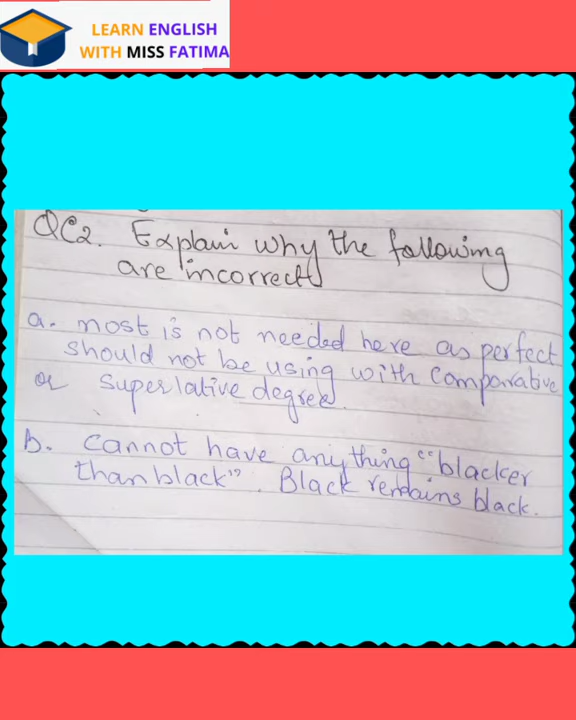 LEARN ENGLISH
WITH MISS FATIMA
QC2. Explain why the following
are incorrect
a. most is not needed here as perfect
should not be using with comparative
or superlative degree.
b. cannot have anything "blacker
than black". Black remains black.